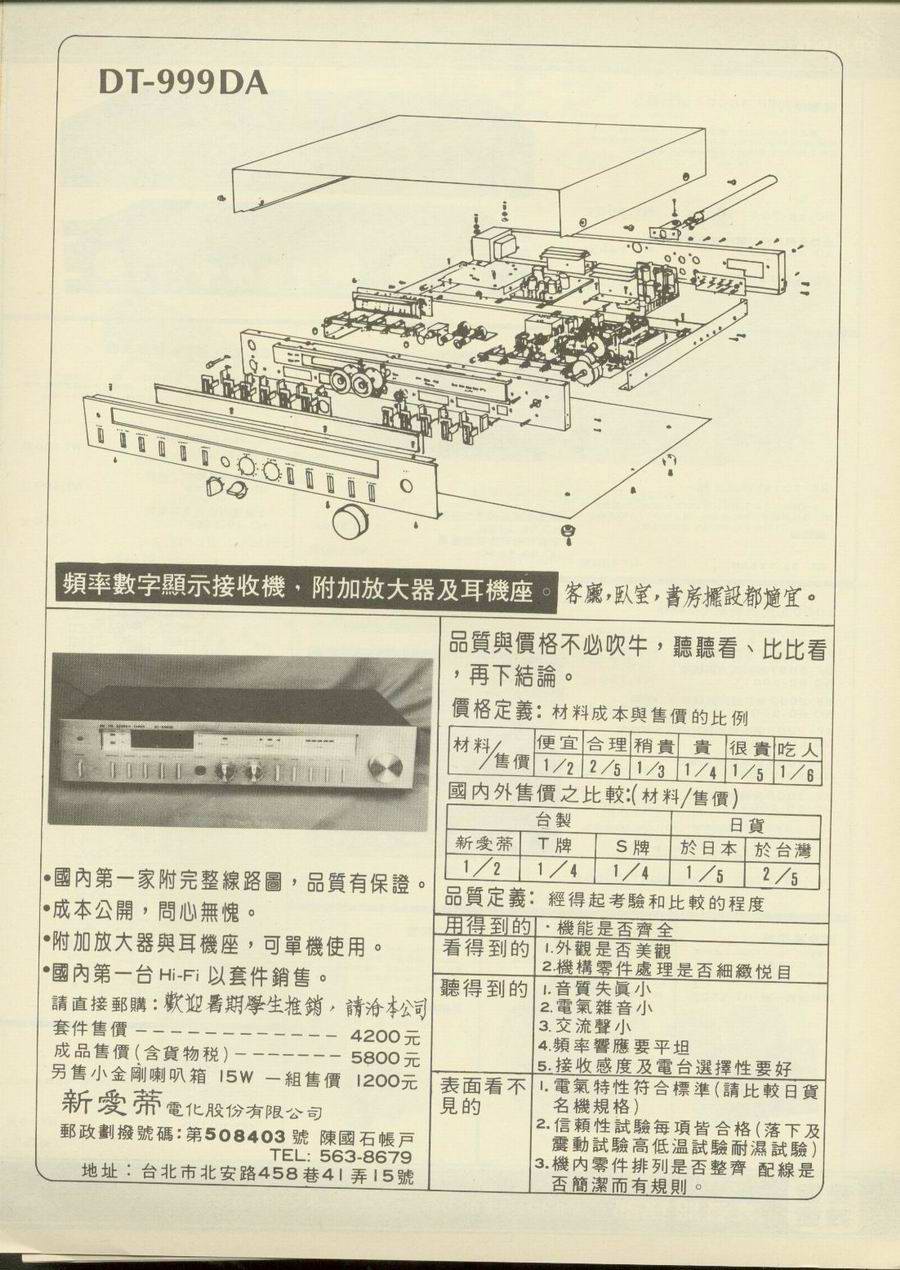 DT-999DA
頻率數字顯示接收機，附加放大器及耳機座。
客廳，臥室，書房擺設都適宜。
•國內第一家附完整線路圖，品質有保證。
•成本公開，問心無愧。
•附加放大器與耳機座，可單機使用。
•國內第一台 Hi-Fi 以套件銷售。
請直接郵購：歡迎暑期學生推銷，請洽本公司
套件售價 ─ ─ ─ ─ ─ ─ ─ ─ ─ ─ ─ 4200元
成品售價(含貨物稅) ─ ─ ─ ─ ─ ─ 5800元
另售小金剛喇叭箱 15W 一組售價 1200元
新愛蒂電化股份有限公司
郵政劃撥號碼：第508403號 陳國石帳戶
TEL: 563-8679
地址：台北市北安路458巷41弄15號
品質與價格不必吹牛，聽聽看、比比看
，再下結論。
價格定義：材料成本與售價的比例
材料/售價 便宜 合理 稍貴 貴 很貴 吃人
1/2 2/5 1/3 1/4 1/5 1/6
國內外售價之比較：(材料/售價)
台製 日貨
新愛蒂 T牌 S牌 於日本 於台灣
1/2 1/4 1/4 1/5 2/5
品質定義：經得起考驗和比較的程度
用得到的 ·機能是否齊全
看得到的 1.外觀是否美觀
2.機構零件處理是否細緻悅目
聽得到的 1.音質失眞小
2.電氣雜音小
3.交流聲小
4.頻率響應要平坦
5.接收感度及電台選擇性要好
表面看不見的 1.電氣特性符合標準(請比較日貨
名機規格)
2.信賴性試驗每項皆合格(落下及
震動試驗高低温試驗耐濕試驗)
3.機內零件排列是否整齊 配線是
否簡潔而有規則。